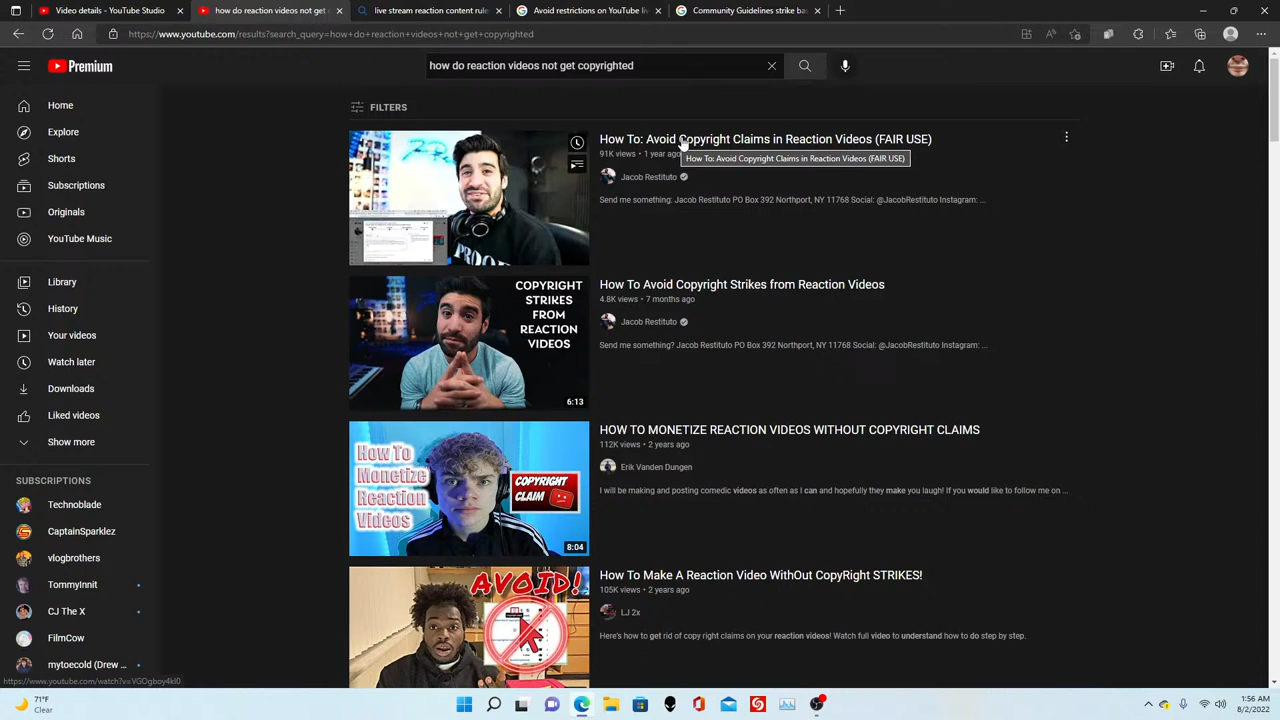 Video details - YouTube Studio
how do reaction videos not get c
live stream reaction content rules
Avoid restrictions on YouTube liv
Community Guidelines strike bas
https://www.youtube.com/results?search_query=how+do+reaction+videos+not+get+copyrighted
Premium
how do reaction videos not get copyrighted
Home
Explore
Shorts
Subscriptions
Originals
YouTube Music
Library
History
Your videos
Watch later
Downloads
Liked videos
Show more
SUBSCRIPTIONS
Technoblade
CaptainSparklez
vlogbrothers
TommyInnit
CJ The X
FilmCow
mytoecold (Drew ...
https://www.youtube.com/watch?v=VGOgboy4kl0
FILTERS
How To: Avoid Copyright Claims in Reaction Videos (FAIR USE)
91K views • 1 year ago
How To: Avoid Copyright Claims in Reaction Videos (FAIR USE)
Jacob Restituto
Send me something: Jacob Restituto PO Box 392 Northport, NY 11768 Social: @JacobRestituto Instagram: ...
COPYRIGHT
STRIKES
FROM
REACTION
VIDEOS
6:13
How To Avoid Copyright Strikes from Reaction Videos
4.8K views • 7 months ago
Jacob Restituto
Send me something? Jacob Restituto PO Box 392 Northport, NY 11768 Social: @JacobRestituto Instagram: ...
How To
Monetize
Reaction
Videos
COPYRIGHT
CLAIM
8:04
HOW TO MONETIZE REACTION VIDEOS WITHOUT COPYRIGHT CLAIMS
112K views • 2 years ago
Erik Vanden Dungen
I will be making and posting comedic videos as often as I can and hopefully they make you laugh! If you would like to follow me on ...
AVOID!
How To Make A Reaction Video WithOut CopyRight STRIKES!
105K views • 2 years ago
LJ 2x
Here's how to get rid of copy right claims on your reaction videos! Watch full video to understand how to do step by step.
71°F
Clear
1:56 AM
8/2/2022